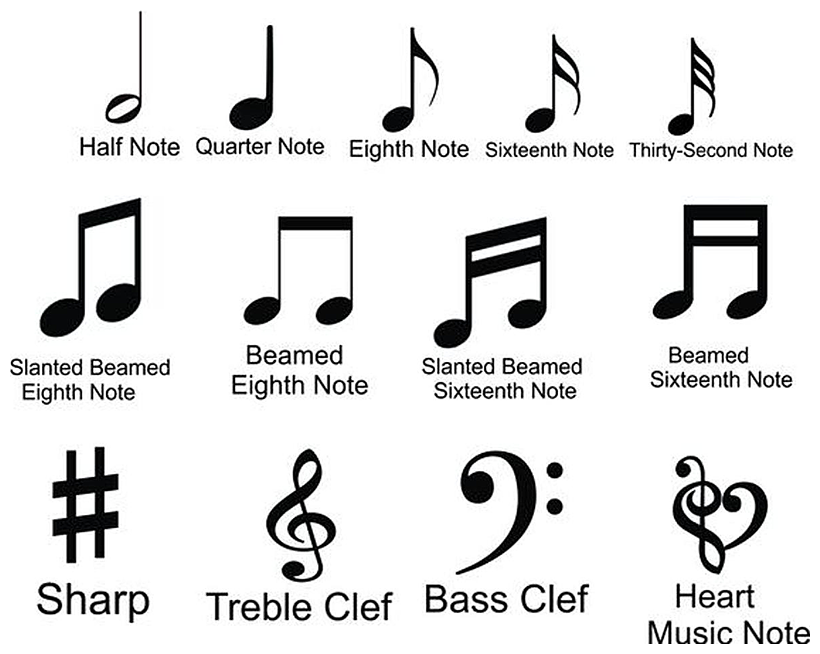 Half Note
Quarter Note
Eighth Note
Sixteenth Note
Thirty-Second Note
Slanted Beamed
Eighth Note
Beamed
Eighth Note
Slanted Beamed
Sixteenth Note
Beamed
Sixteenth Note
Sharp
Treble Clef
Bass Clef
Heart
Music Note